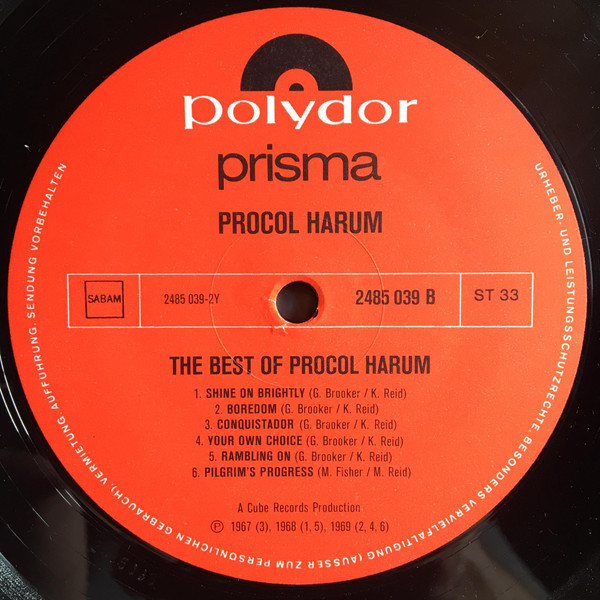 polydor
prisma
PROCOL HARUM
SABAM
2485 039-2Y
2485 039 B
ST 33
THE BEST OF PROCOL HARUM
1. SHINE ON BRIGHTLY (G. Brooker / K. Reid)
2. BOREDOM (G. Brooker / K. Reid)
3. CONQUISTADOR (G. Brooker / K. Reid)
4. YOUR OWN CHOICE (G. Brooker / K. Reid)
5. RAMBLING ON (G. Brooker / K. Reid)
6. PILGRIM'S PROGRESS (M. Fisher / M. Reid)
A Cube Records Production
Ⓟ 1967 (3), 1968 (1, 5), 1969 (2, 4, 6)
URHEBER- UND LEISTUNGSSCHUTZRECHTE, BESONDERS VERVIELFÄLTIGUNG (AUSSER ZUM PERSÖNLICHEN GEBRAUCH), VERMIETUNG, AUFFÜHRUNG, SENDUNG VORBEHALTEN